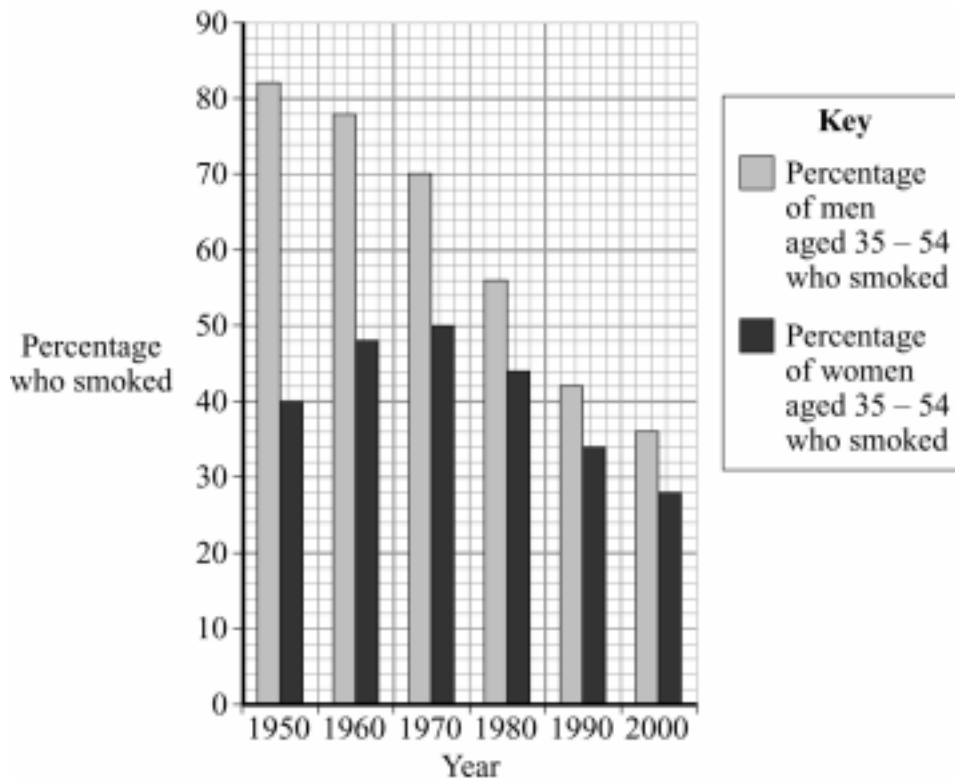 90
80
70
60
50
40
30
20
10
0
Percentage
who smoked
1950 1960 1970 1980 1990 2000
Year
Key
Percentage
of men
aged 35 – 54
who smoked
Percentage
of women
aged 35 – 54
who smoked